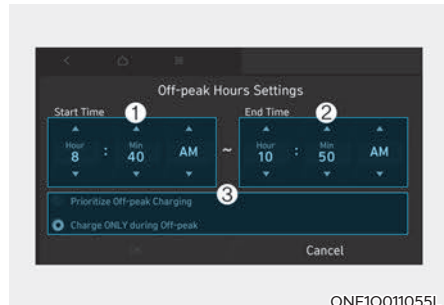 Off-peak Hours Settings
Start Time 1 End Time 2
Hour Min Hour Min
8 : 40 AM ~ 10 : 50 AM
3
Prioritize Off-peak Charging
Charge ONLY during Off-peak
Cancel
ONE1Q011055L